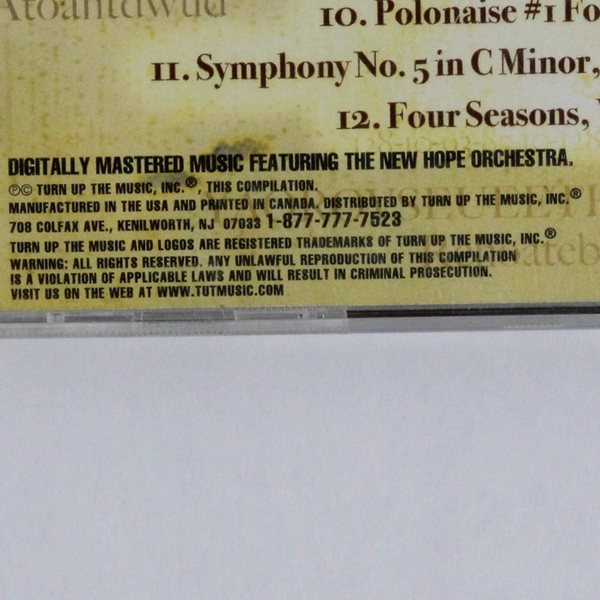 10. Polonaise #1 Fo
11. Symphony No. 5 in C Minor,
12. Four Seasons,
DIGITALLY MASTERED MUSIC FEATURING THE NEW HOPE ORCHESTRA.
℗© TURN UP THE MUSIC, INC.®, THIS COMPILATION.
MANUFACTURED IN THE USA AND PRINTED IN CANADA. DISTRIBUTED BY TURN UP THE MUSIC, INC.®
708 COLFAX AVE., KENILWORTH, NJ 07033 1-877-777-7523
TURN UP THE MUSIC AND LOGOS ARE REGISTERED TRADEMARKS OF TURN UP THE MUSIC, INC.®
WARNING: ALL RIGHTS RESERVED. ANY UNLAWFUL REPRODUCTION OF THIS COMPILATION
IS A VIOLATION OF APPLICABLE LAWS AND WILL RESULT IN CRIMINAL PROSECUTION.
VISIT US ON THE WEB AT WWW.TUTMUSIC.COM